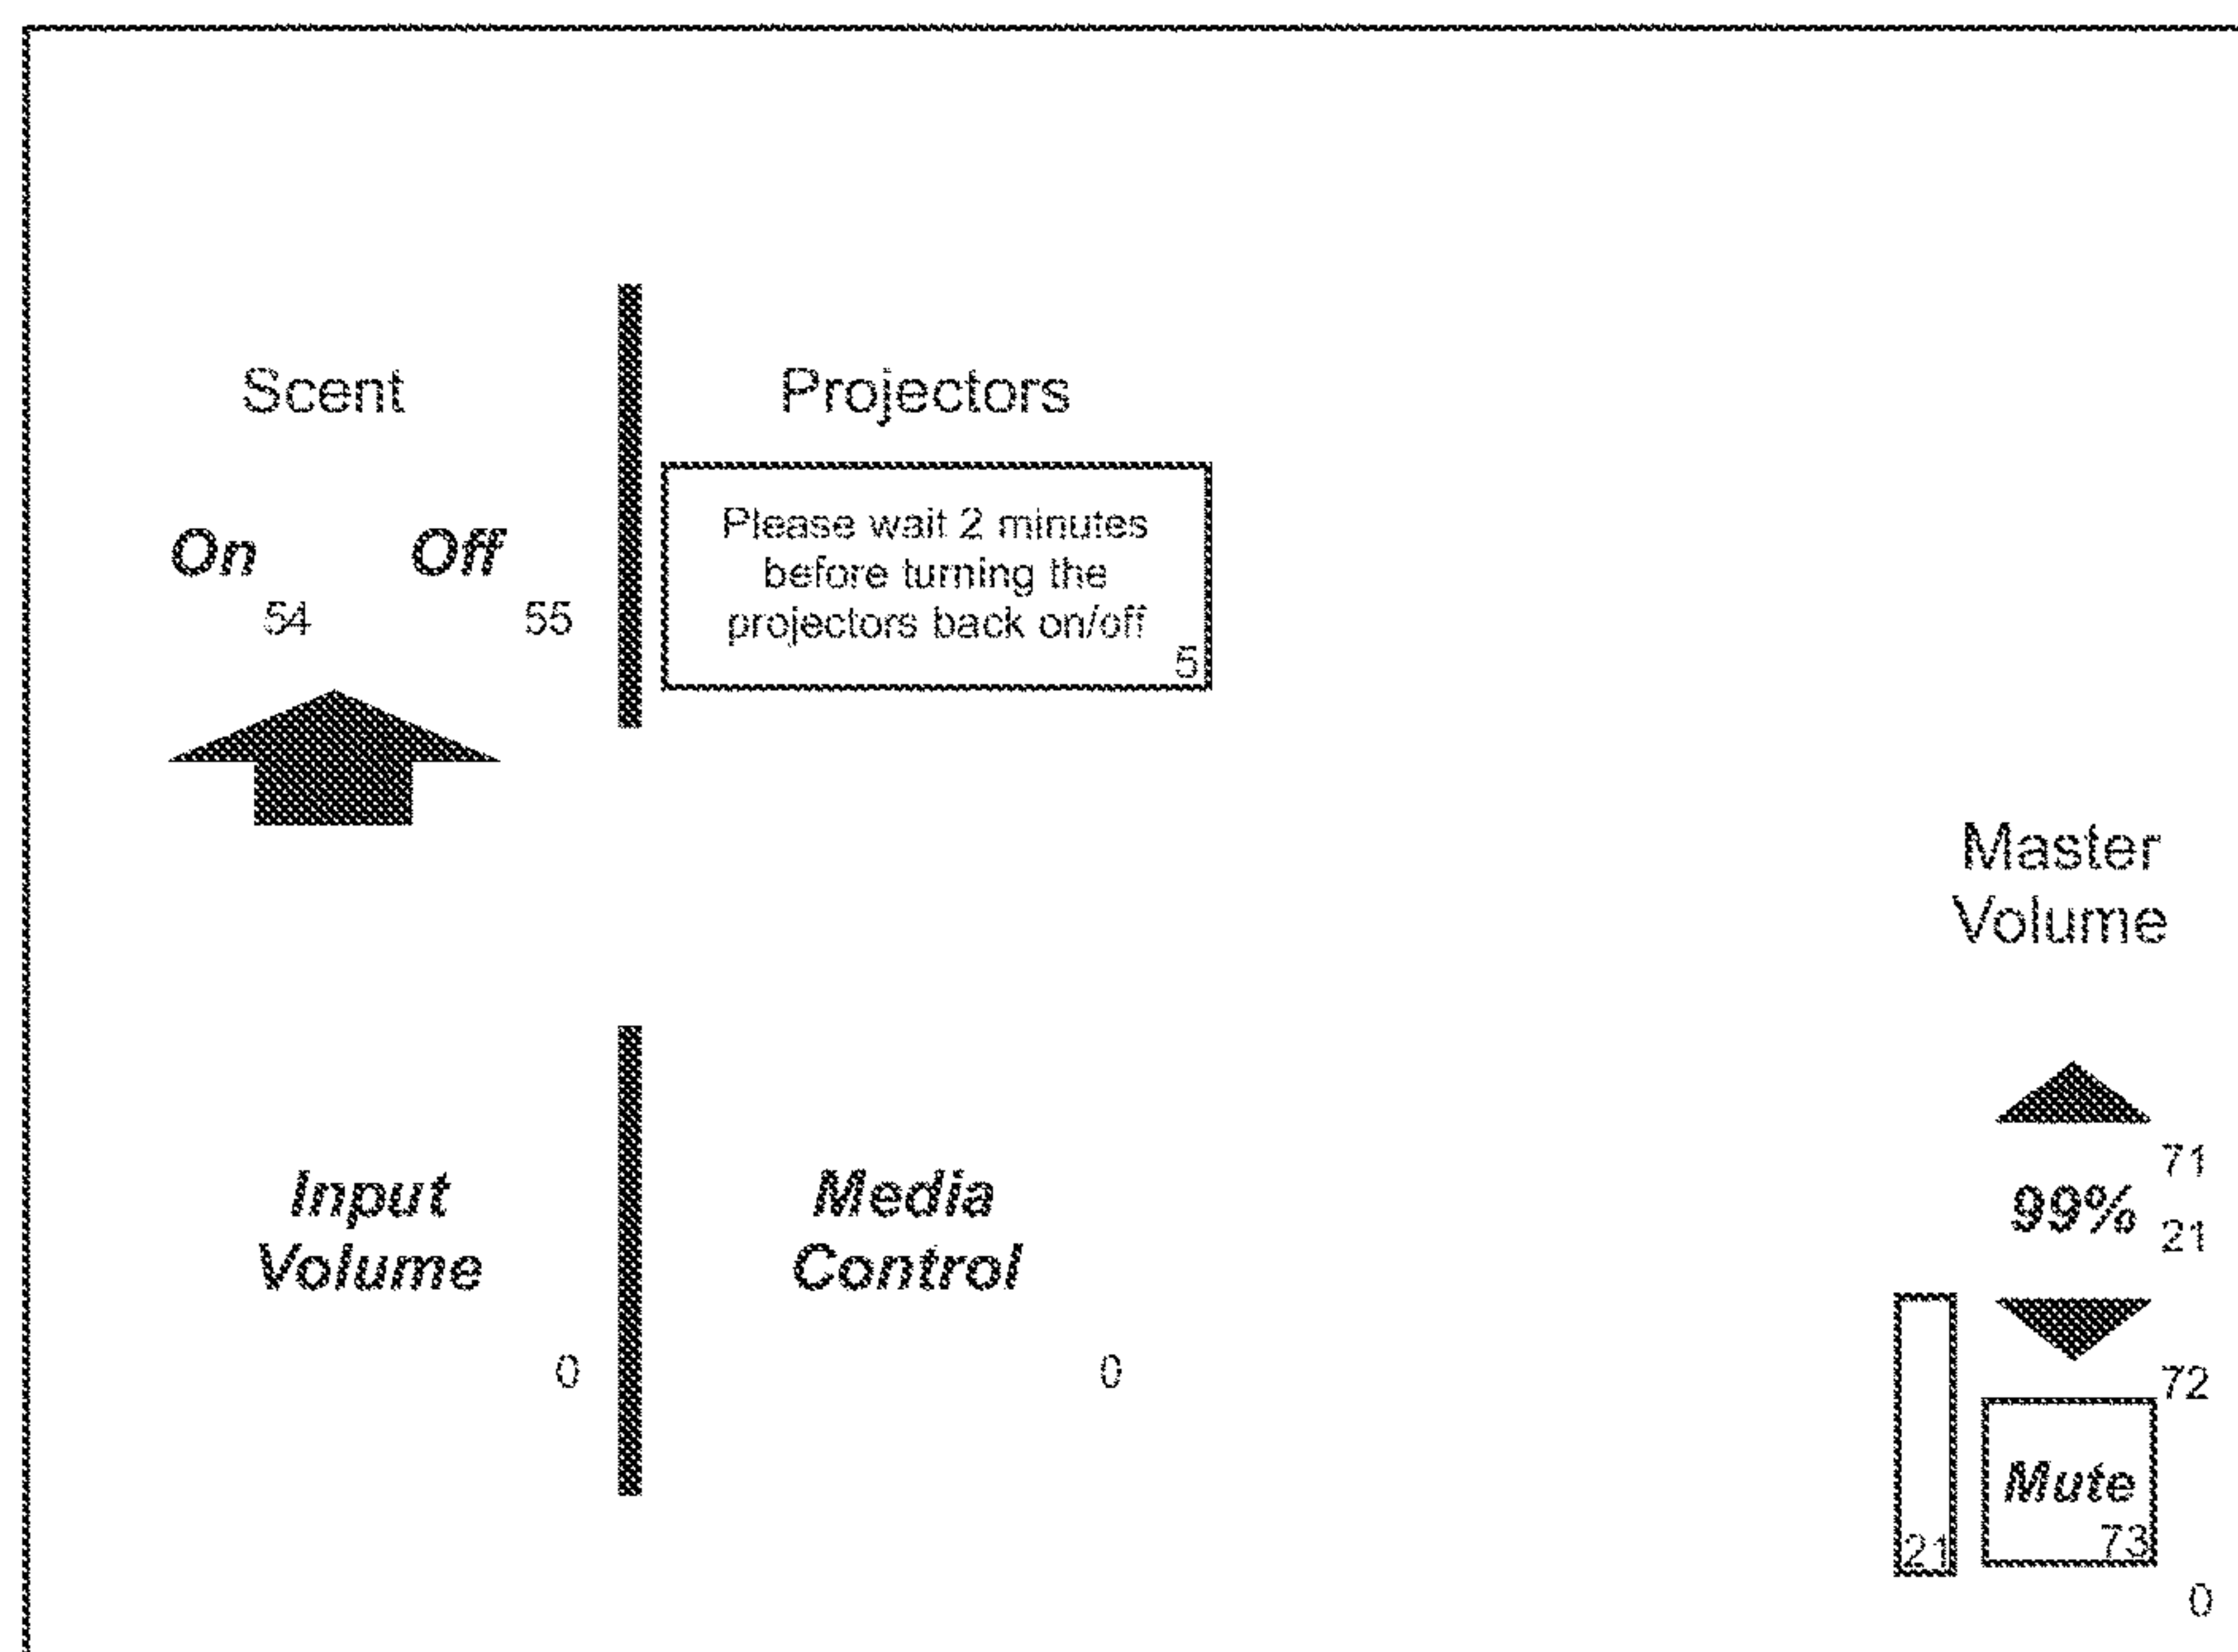 Scent
Projectors
On
Off
54
55
Please wait 2 minutes
before turning the
projectors back on/off
5
Master
Volume
Input
Volume
0
Media
Control
0
71
99%
21
72
Mute
73
21
0